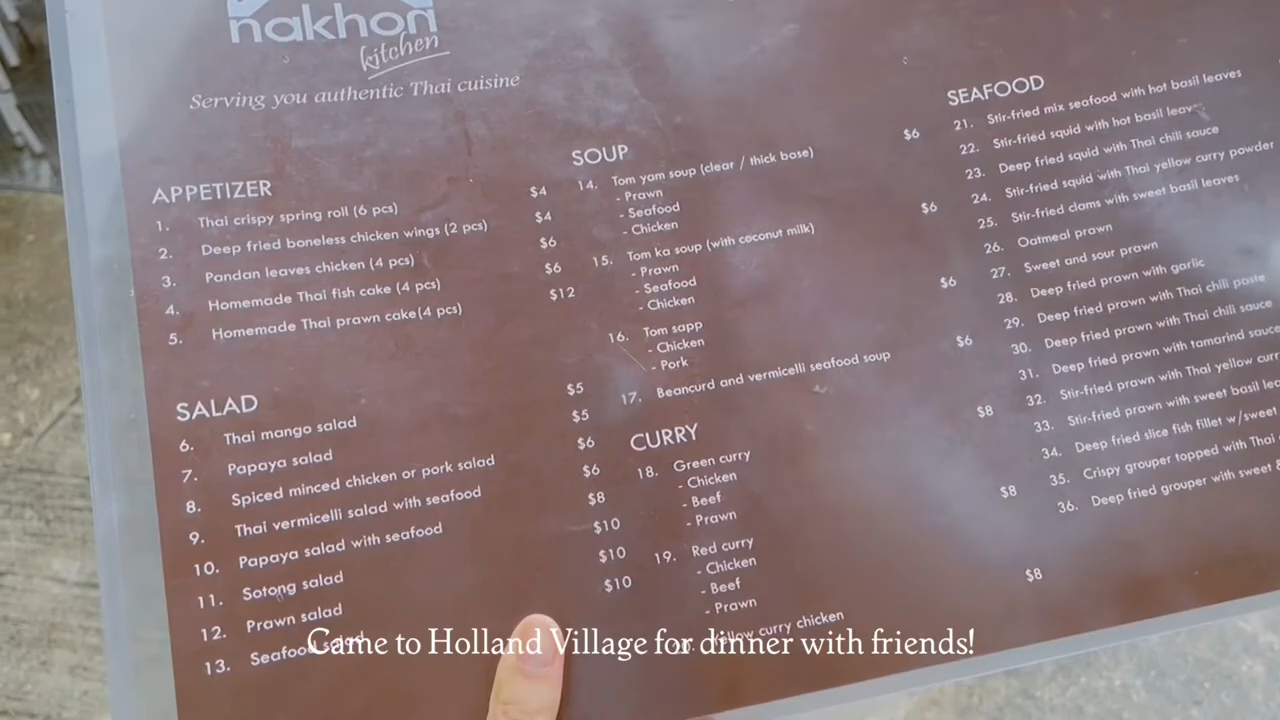 nakhon
kitchen
Serving you authentic Thai cuisine
APPETIZER
1. Thai crispy spring roll (6 pcs) $4
2. Deep fried boneless chicken wings (2 pcs) $4
3. Pandan leaves chicken (4 pcs) $6
4. Homemade Thai fish cake (4 pcs) $6
5. Homemade Thai prawn cake(4 pcs) $12
SALAD
6. Thai mango salad $5
7. Papaya salad $5
8. Spiced minced chicken or pork salad $6
9. Thai vermicelli salad with seafood $6
10. Papaya salad with seafood $8
11. Sotong salad $10
12. Prawn salad $10
13. Seafood salad $10
SOUP
14. Tom yam soup (clear / thick base) $6
- Prawn
- Seafood
- Chicken
15. Tom ka soup (with coconut milk) $6
- Prawn
- Seafood
- Chicken
16. Tom sapp $6
- Chicken
- Pork
17. Beancurd and vermicelli seafood soup $6
CURRY
18. Green curry $8
- Chicken
- Beef
- Prawn
19. Red curry $8
- Chicken
- Beef
- Prawn
Yellow curry chicken $8
SEAFOOD
21. Stir-fried mix seafood with hot basil leaves
22. Stir-fried squid with hot basil leav
23. Deep fried squid with Thai chili sauce
24. Stir-fried squid with Thai yellow curry powder
25. Stir-fried clams with sweet basil leaves
26. Oatmeal prawn
27. Sweet and sour prawn
28. Deep fried prawn with garlic
29. Deep fried prawn with Thai chili paste
30. Deep fried prawn with Thai chili sauce
31. Deep fried prawn with tamarind sauce
32. Stir-fried prawn with Thai yellow curr
33. Stir-fried prawn with sweet basil lea
34. Deep fried slice fish fillet w/sweet
35. Crispy grouper topped with Thai
36. Deep fried grouper with sweet &
Came to Holland Village for dinner with friends!